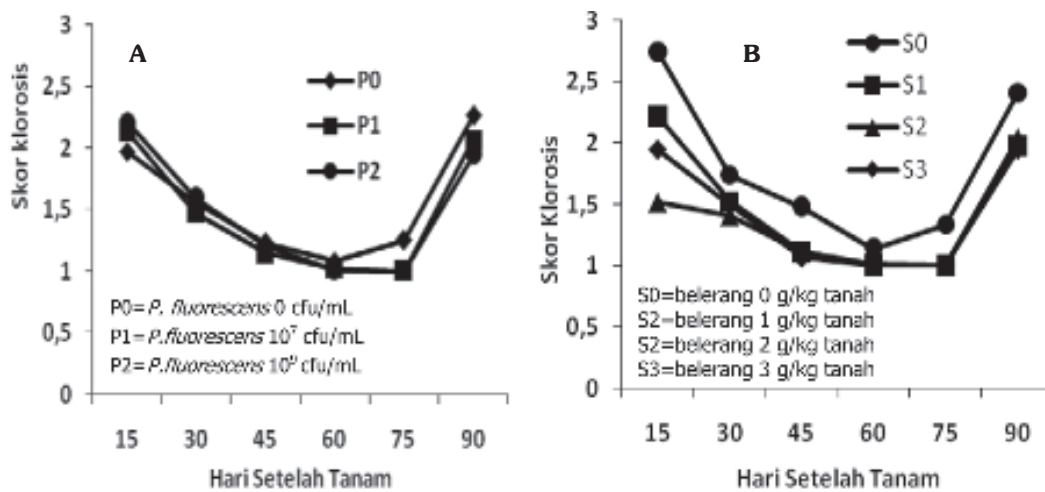 A
3
2,5
2
1,5
1
0,5
0
Skor klorosis
P0
P1
P2
P0= P. fluorescens 0 cfu/mL
P1=P.fluorescens 10⁷ cfu/mL
P2=P.fluorescens cfu/mL
15 30 45 60 75 90
Hari Setelah Tanam
B
3
2,5
2
1,5
1
0,5
0
Skor Klorosis
S0
S1
S2
S3
S0=belerang 0 g/kg tanah
S2=belerang 1 g/kg tanah
S2=belerang 2 g/kg tanah
S3=belerang 3 g/kg tanah
15 30 45 60 75 90
Hari Setelah Tanam